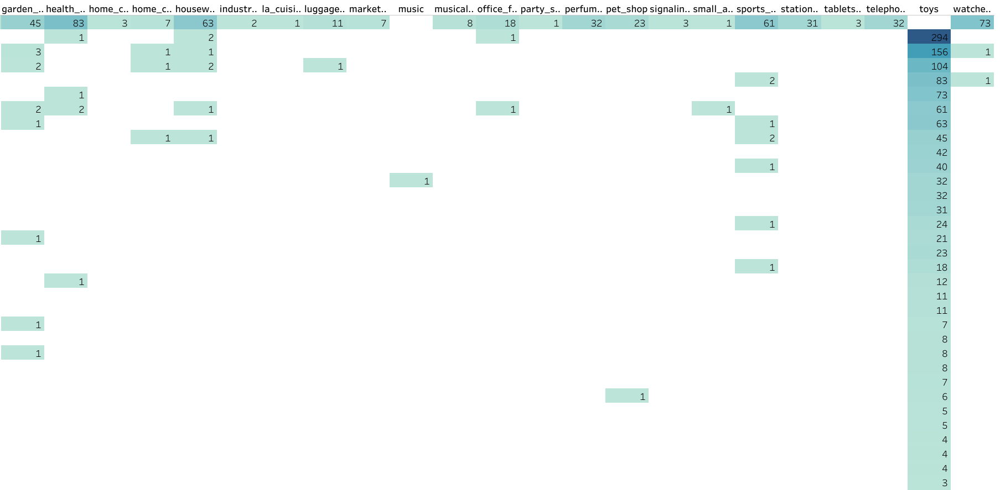 garden_.. health_.. home_c.. home_c.. housew.. industr.. la_cuisi.. luggage.. market.. music musical.. office_f.. party_s.. perfum.. pet_shop signalin.. small_a.. sports_.. station.. tablets.. telepho.. toys watche..
45 83 3 7 63 2 1 11 7 8 18 1 32 23 3 1 61 31 3 32 73
1 2 1 294
3 1 1 156 1
2 1 2 1 104
2 83 1
1 73
2 2 1 1 1 61
1 1 63
1 1 2 45
42
1 40
1 32
32
31
1 24
1 21
23
1 18
1 12
11
11
1 7
8
1 8
8
7
1 6
5
5
4
4
4
3